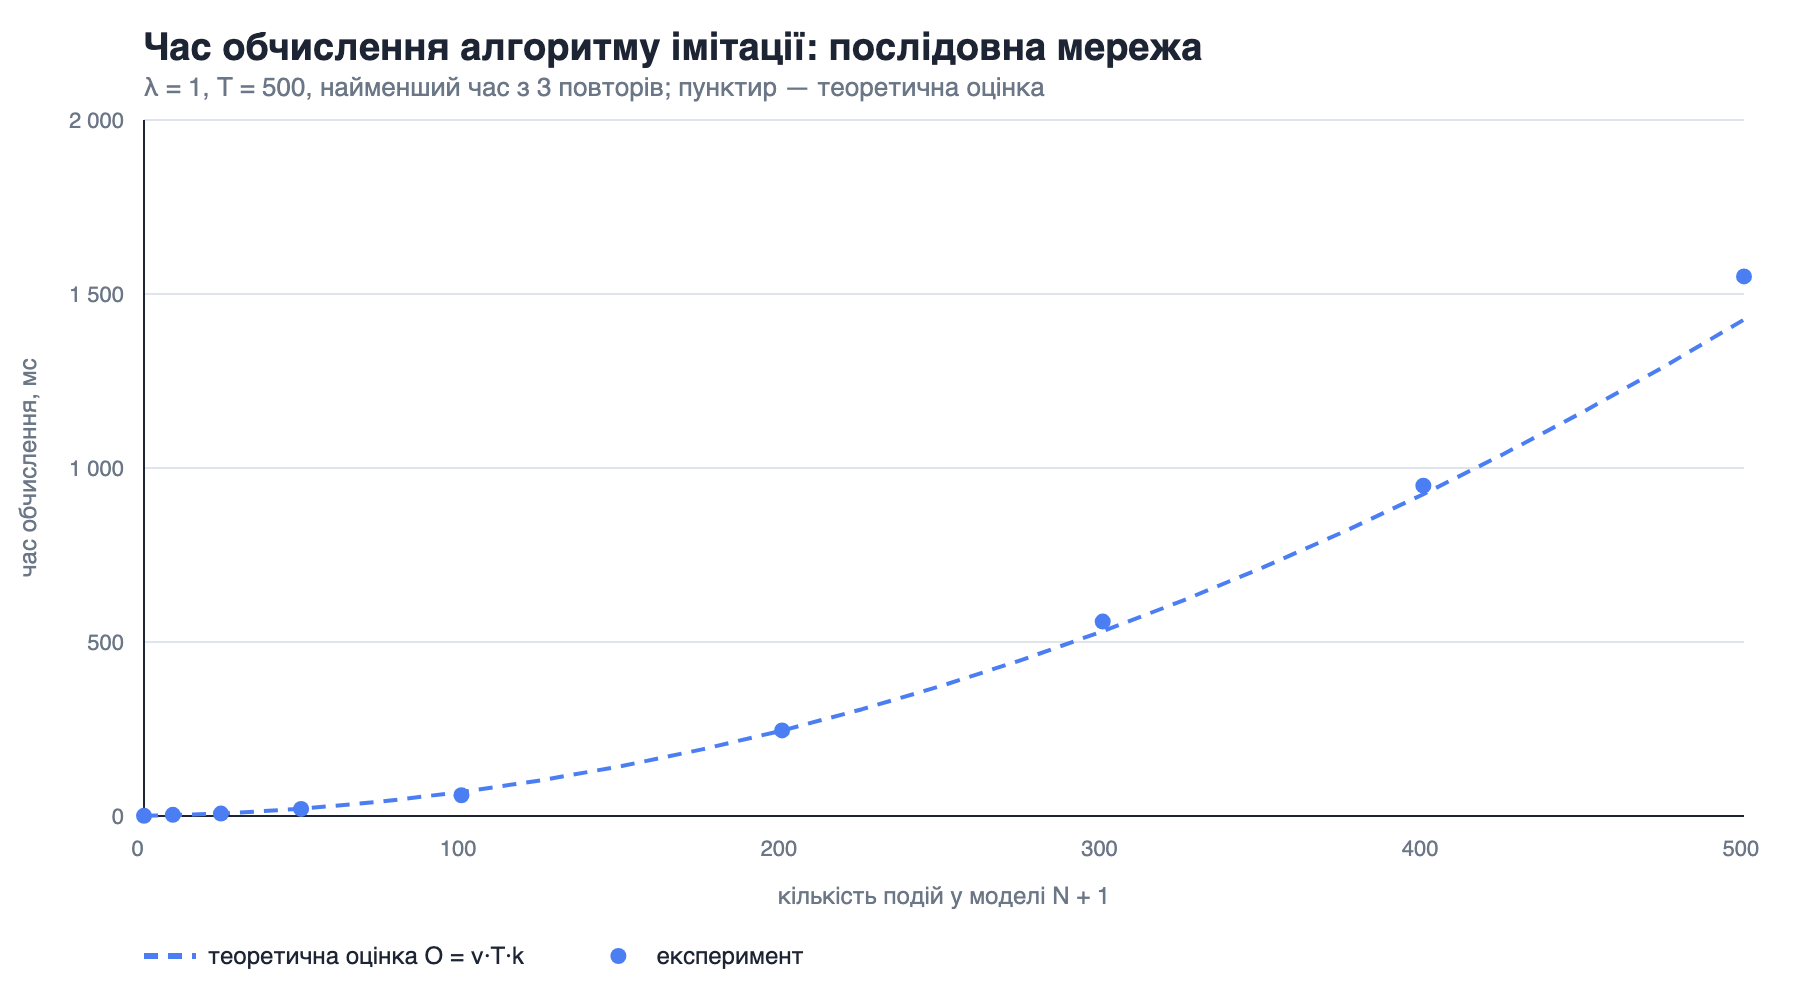 Час обчислення алгоритму імітації: послідовна мережа
λ = 1, T = 500, найменший час з 3 повторів; пунктир — теоретична оцінка
2 000
1 500
1 000
500
0
час обчислення, мс
0 100 200 300 400 500
кількість подій у моделі N + 1
теоретична оцінка O = v·T·k
експеримент